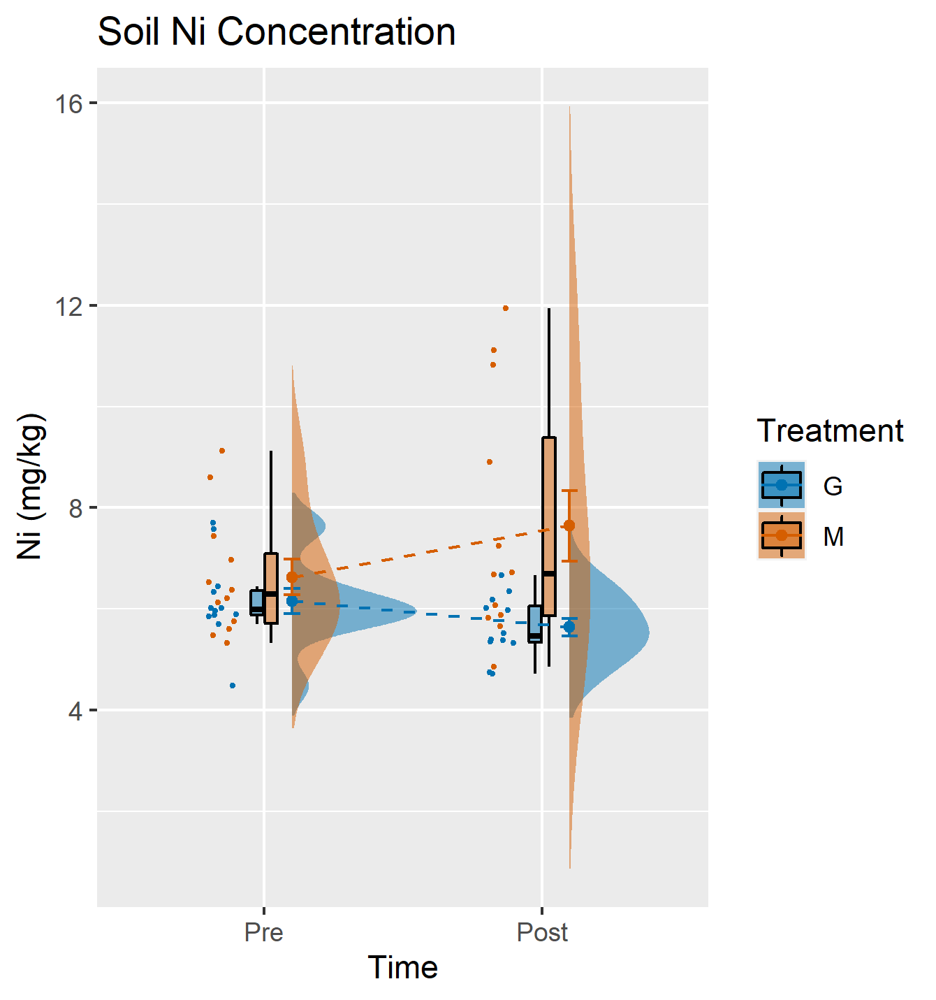 Soil Ni Concentration
16
12
8
4
Ni (mg/kg)
Pre
Post
Time
Treatment
G
M